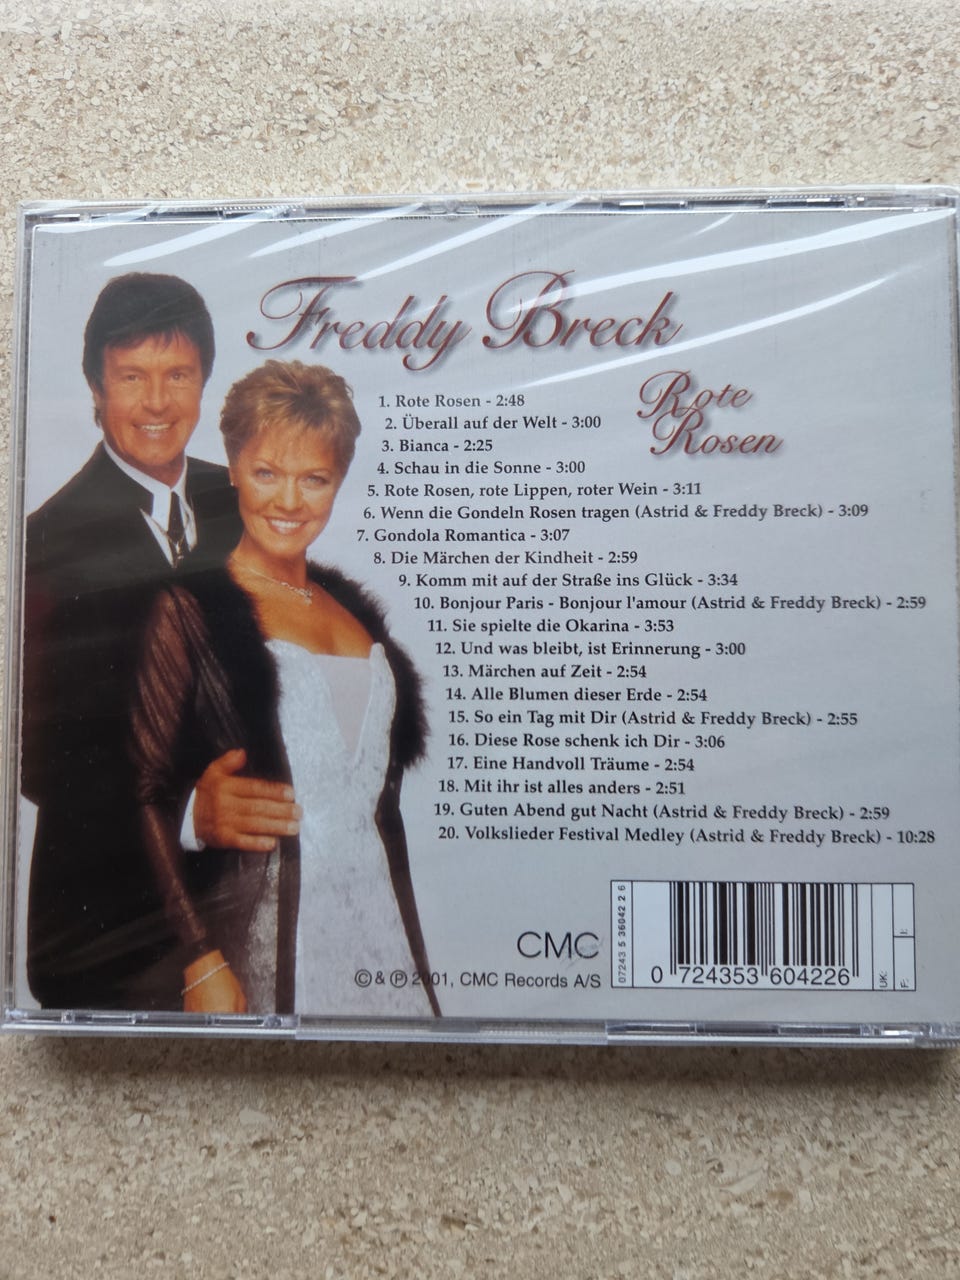 Freddy Breck
Rote
Rosen
1. Rote Rosen - 2:48
2. Überall auf der Welt - 3:00
3. Bianca - 2:25
4. Schau in die Sonne - 3:00
5. Rote Rosen, rote Lippen, roter Wein - 3:11
6. Wenn die Gondeln Rosen tragen (Astrid & Freddy Breck) - 3:09
7. Gondola Romantica - 3:07
8. Die Märchen der Kindheit - 2:59
9. Komm mit auf der Straße ins Glück - 3:34
10. Bonjour Paris - Bonjour l'amour (Astrid & Freddy Breck) - 2:59
11. Sie spielte die Okarina - 3:53
12. Und was bleibt, ist Erinnerung - 3:00
13. Märchen auf Zeit - 2:54
14. Alle Blumen dieser Erde - 2:54
15. So ein Tag mit Dir (Astrid & Freddy Breck) - 2:55
16. Diese Rose schenk ich Dir - 3:06
17. Eine Handvoll Träume - 2:54
18. Mit ihr ist alles anders - 2:51
19. Guten Abend gut Nacht (Astrid & Freddy Breck) - 2:59
20. Volkslieder Festival Medley (Astrid & Freddy Breck) - 10:28
CMC
© & ℗ 2001, CMC Records A/S
07243 5 36042 2 6
0 724353 604226
UK:
I:
F: